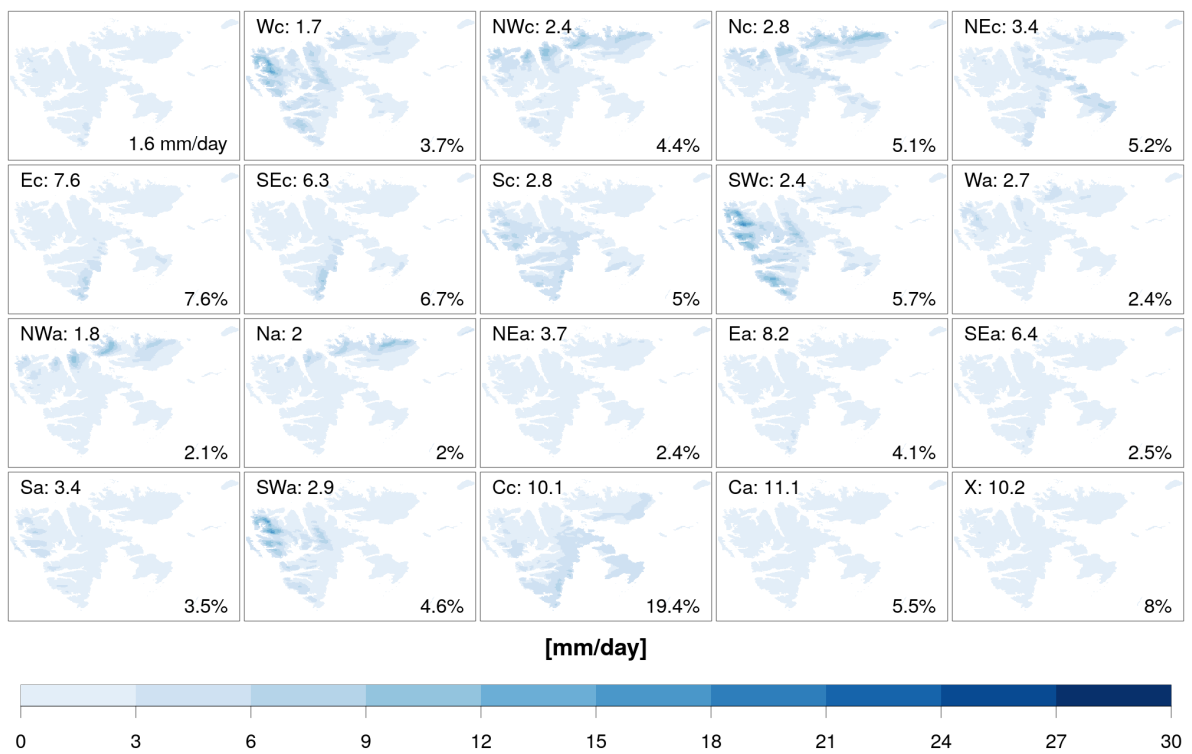 1.6 mm/day
Wc: 1.7
3.7%
NWc: 2.4
4.4%
Nc: 2.8
5.1%
NEc: 3.4
5.2%
Ec: 7.6
7.6%
SEc: 6.3
6.7%
Sc: 2.8
5%
SWc: 2.4
5.7%
Wa: 2.7
2.4%
NWa: 1.8
2.1%
Na: 2
2%
NEa: 3.7
2.4%
Ea: 8.2
4.1%
SEa: 6.4
2.5%
Sa: 3.4
3.5%
SWa: 2.9
4.6%
Cc: 10.1
19.4%
Ca: 11.1
5.5%
X: 10.2
8%
[mm/day]
0 3 6 9 12 15 18 21 24 27 30